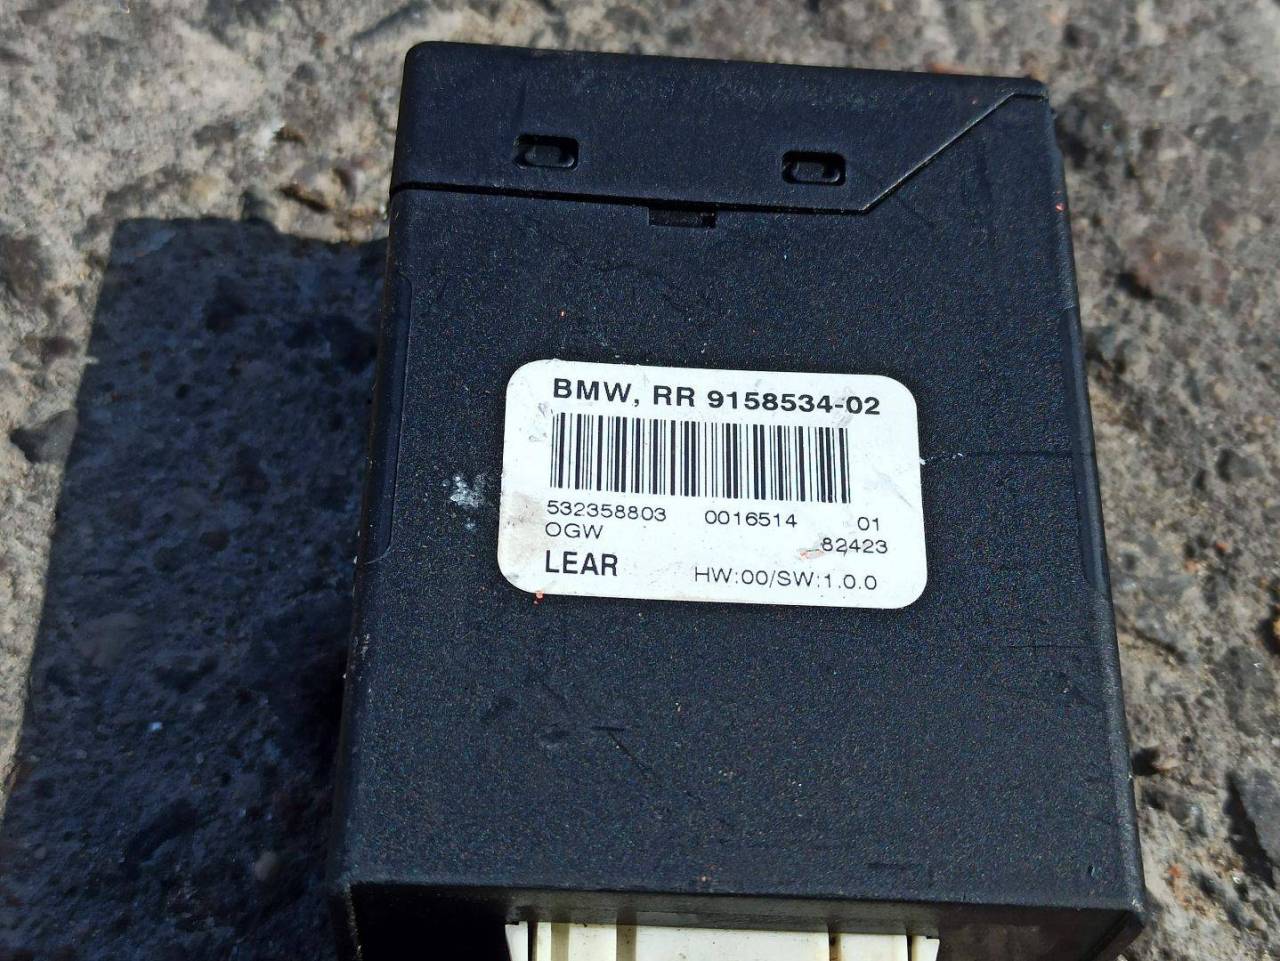 BMW, RR 9158534-02
532358803 0016514 01
OGW 82423
LEAR HW:00/SW:1.0.0